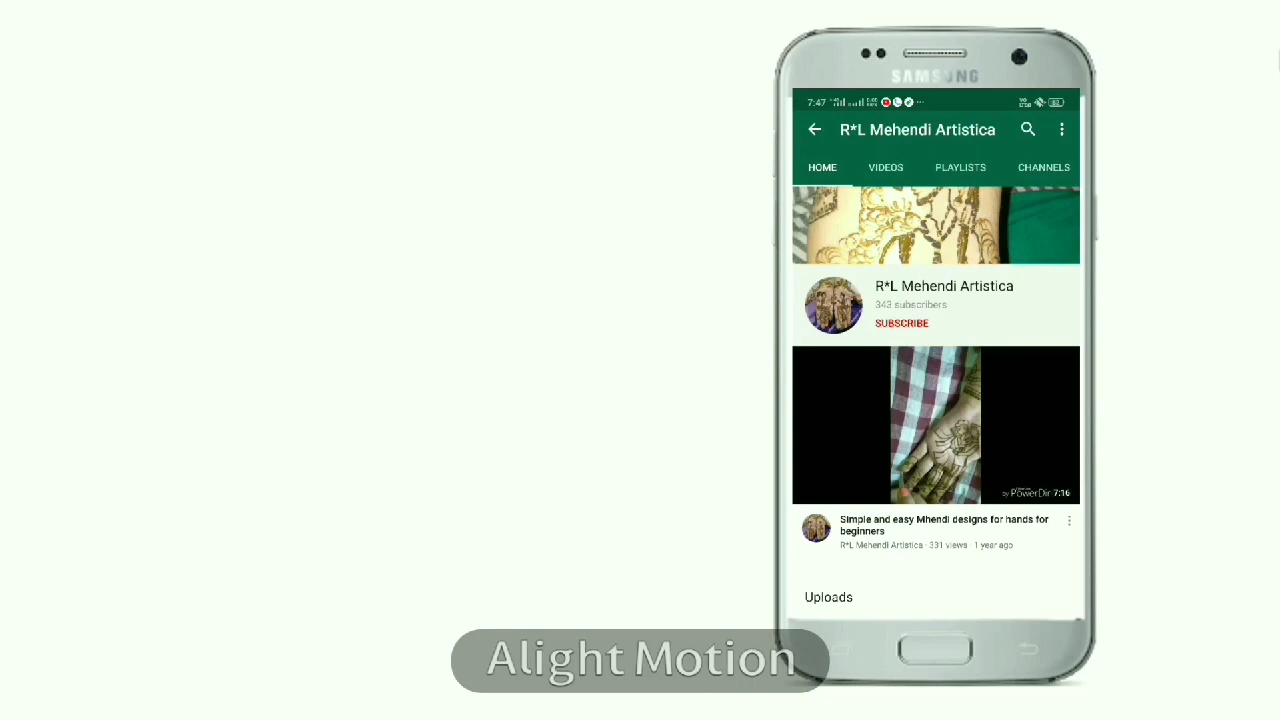 SAMSUNG
7:47
R*L Mehendi Artistica
HOME VIDEOS PLAYLISTS CHANNELS
R*L Mehendi Artistica
343 subscribers
SUBSCRIBE
by PowerDir 7:16
Simple and easy Mhendi designs for hands for
beginners
R*L Mehendi Artistica · 331 views · 1 year ago
Uploads
Alight Motion